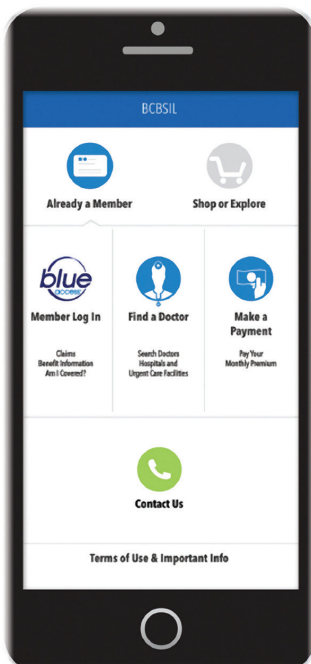 BCBSIL
Already a Member
Shop or Explore
blue
access
Member Log In
Claims
Benefit Information
Am I Covered?
Find a Doctor
Search Doctors
Hospitals and
Urgent Care Facilities
Make a
Payment
Pay Your
Monthly Premium
Contact Us
Terms of Use & Important Info